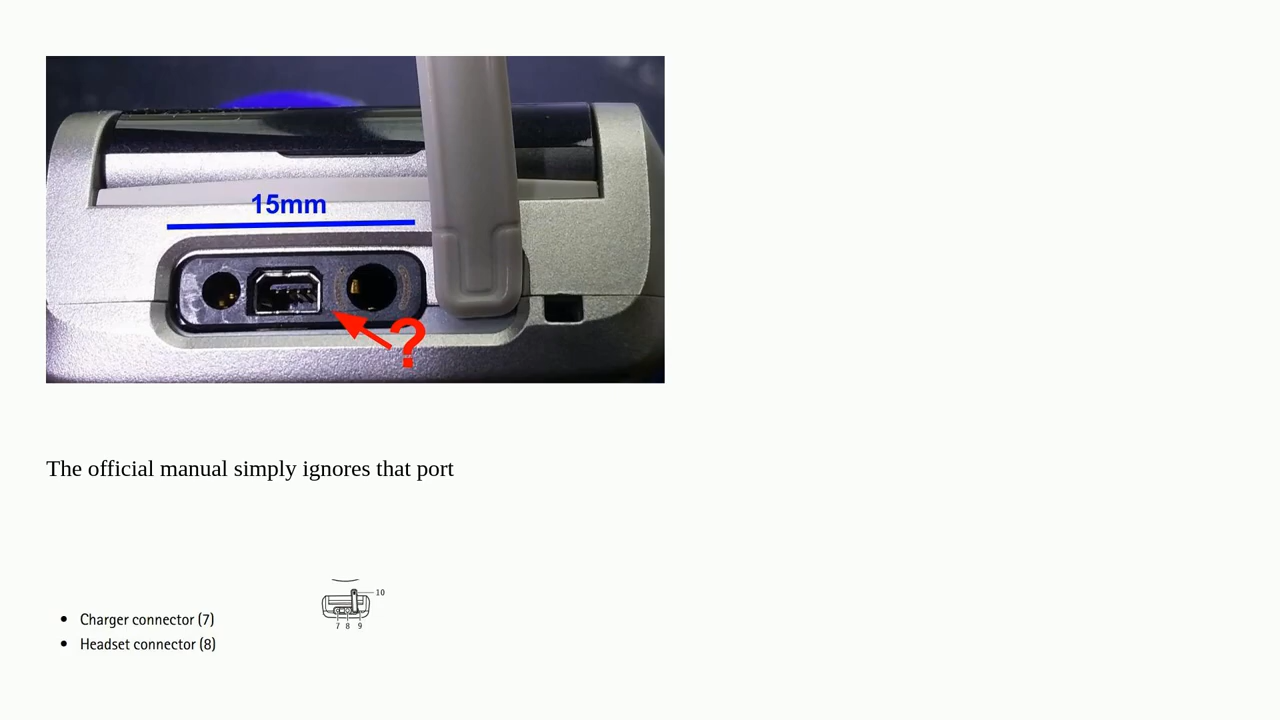 15mm
?
The official manual simply ignores that port
10
• Charger connector (7)
• Headset connector (8)
7 8 9